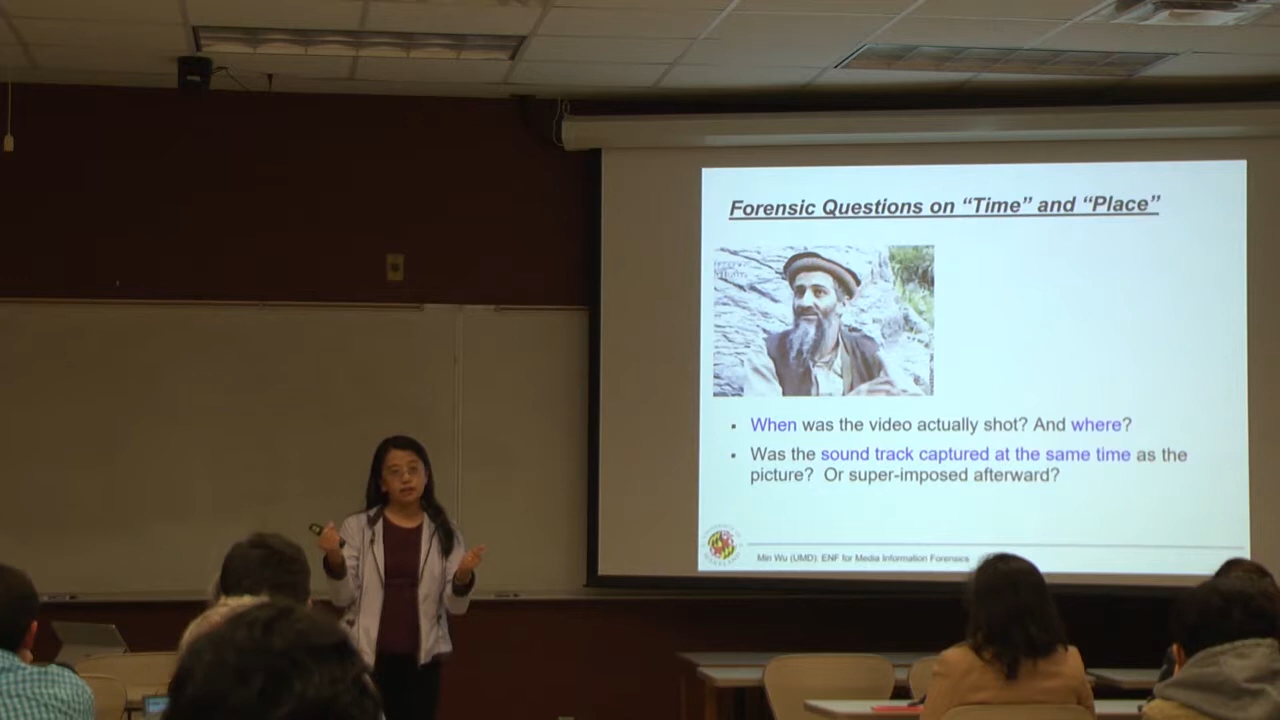 Forensic Questions on “Time” and “Place”
▪ When was the video actually shot? And where?
▪ Was the sound track captured at the same time as the
picture? Or super-imposed afterward?
Min Wu (UMD): ENF for Media Information Forensics